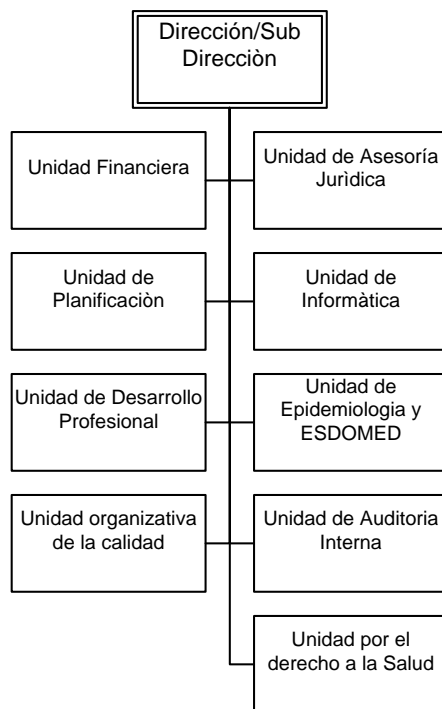 Dirección/Sub
Direcciòn
Unidad Financiera
Unidad de Asesoría
Jurìdica
Unidad de
Planificaciòn
Unidad de
Informàtica
Unidad de Desarrollo
Profesional
Unidad de
Epidemiologia y
ESDOMED
Unidad organizativa
de la calidad
Unidad de Auditoria
Interna
Unidad por el
derecho a la Salud